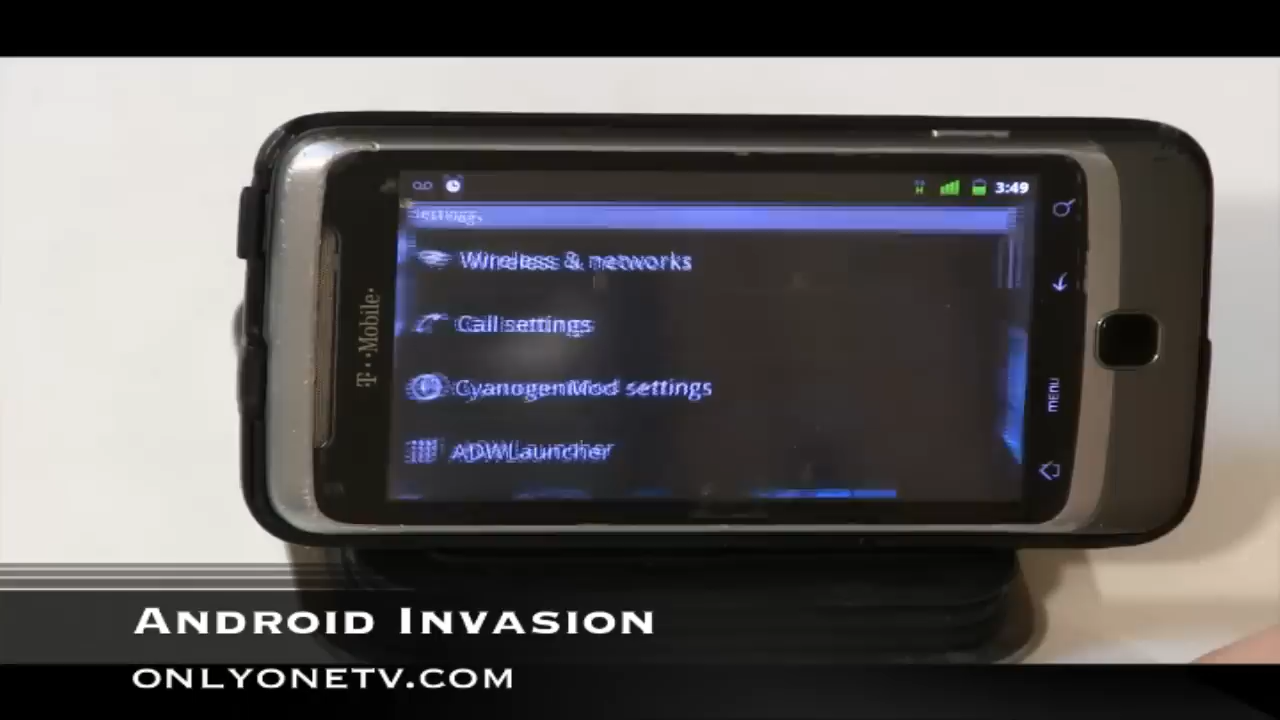 3:49
Settings
Wireless & networks
Call settings
CyanogenMod settings
ADWLauncher
T··Mobile·
MENU
ANDROID INVASION
ONLYONETV.COM